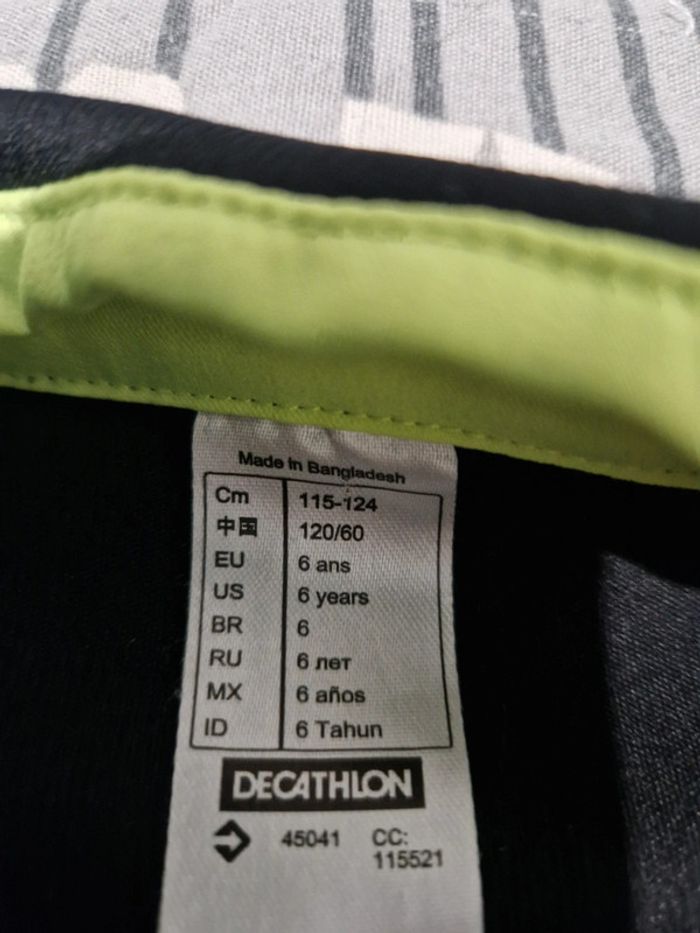 Made in Bangladesh
Cm 115-124
中国 120/60
EU 6 ans
US 6 years
BR 6
RU 6 лет
MX 6 años
ID 6 Tahun
DECATHLON
45041 CC:
115521